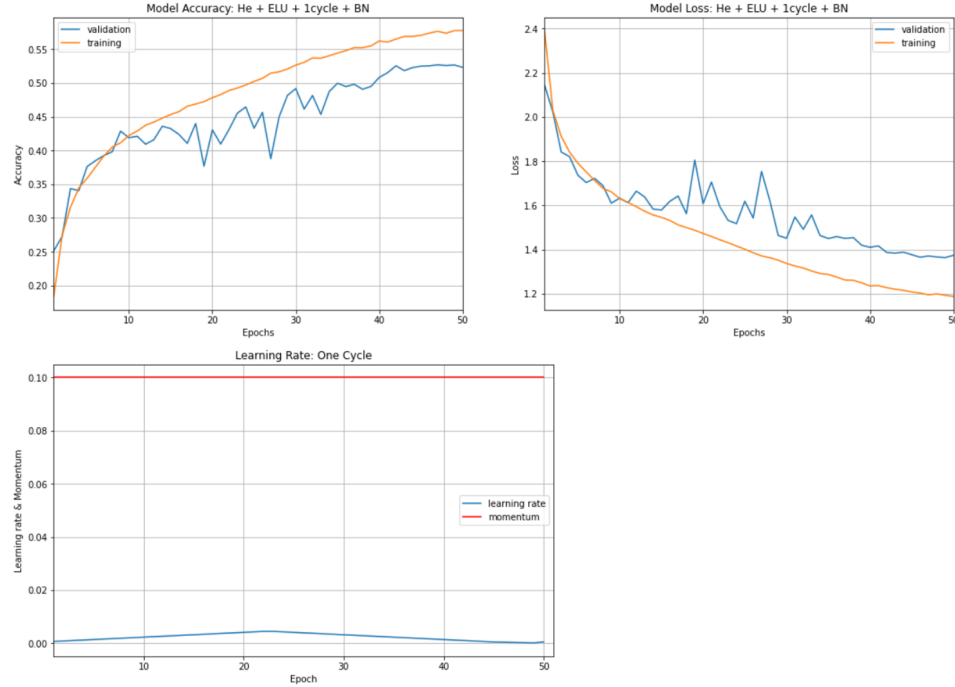 Model Accuracy: He + ELU + 1cycle + BN
validation
training
0.55
0.50
0.45
0.40
0.35
0.30
0.25
0.20
Accuracy
10
20
30
40
50
Epochs
Model Loss: He + ELU + 1cycle + BN
validation
training
2.4
2.2
2.0
1.8
1.6
1.4
1.2
Loss
10
20
30
40
50
Epochs
Learning Rate: One Cycle
0.10
0.08
0.06
0.04
0.02
0.00
Learning rate & Momentum
learning rate
momentum
10
20
30
40
50
Epoch